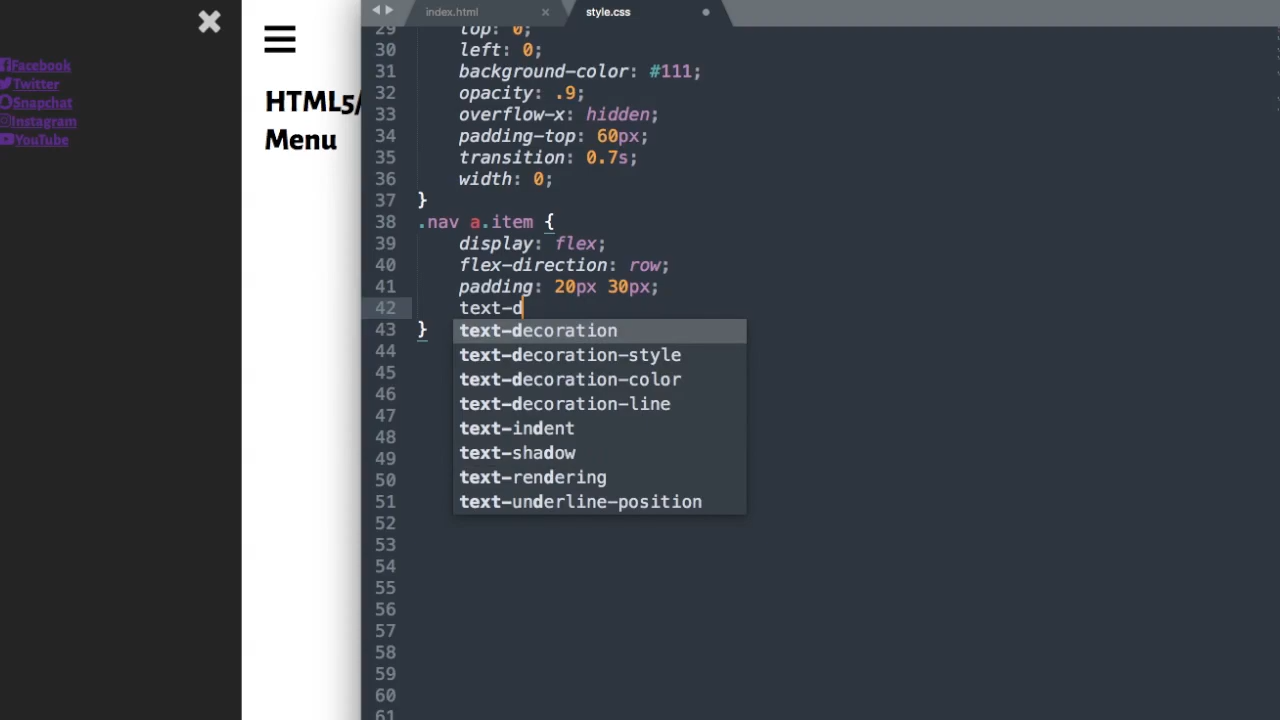 Facebook
Twitter
Snapchat
Instagram
YouTube
HTML5/
Menu
index.html
style.css
29 top: 0;
30 left: 0;
31 background-color: #111;
32 opacity: .9;
33 overflow-x: hidden;
34 padding-top: 60px;
35 transition: 0.7s;
36 width: 0;
37 }
38 .nav a.item {
39 display: flex;
40 flex-direction: row;
41 padding: 20px 30px;
42 text-d
text-decoration
text-decoration-style
text-decoration-color
text-decoration-line
text-indent
text-shadow
text-rendering
text-underline-position
43 }
44
45
46
47
48
49
50
51
52
53
54
55
56
57
58
59
60
61